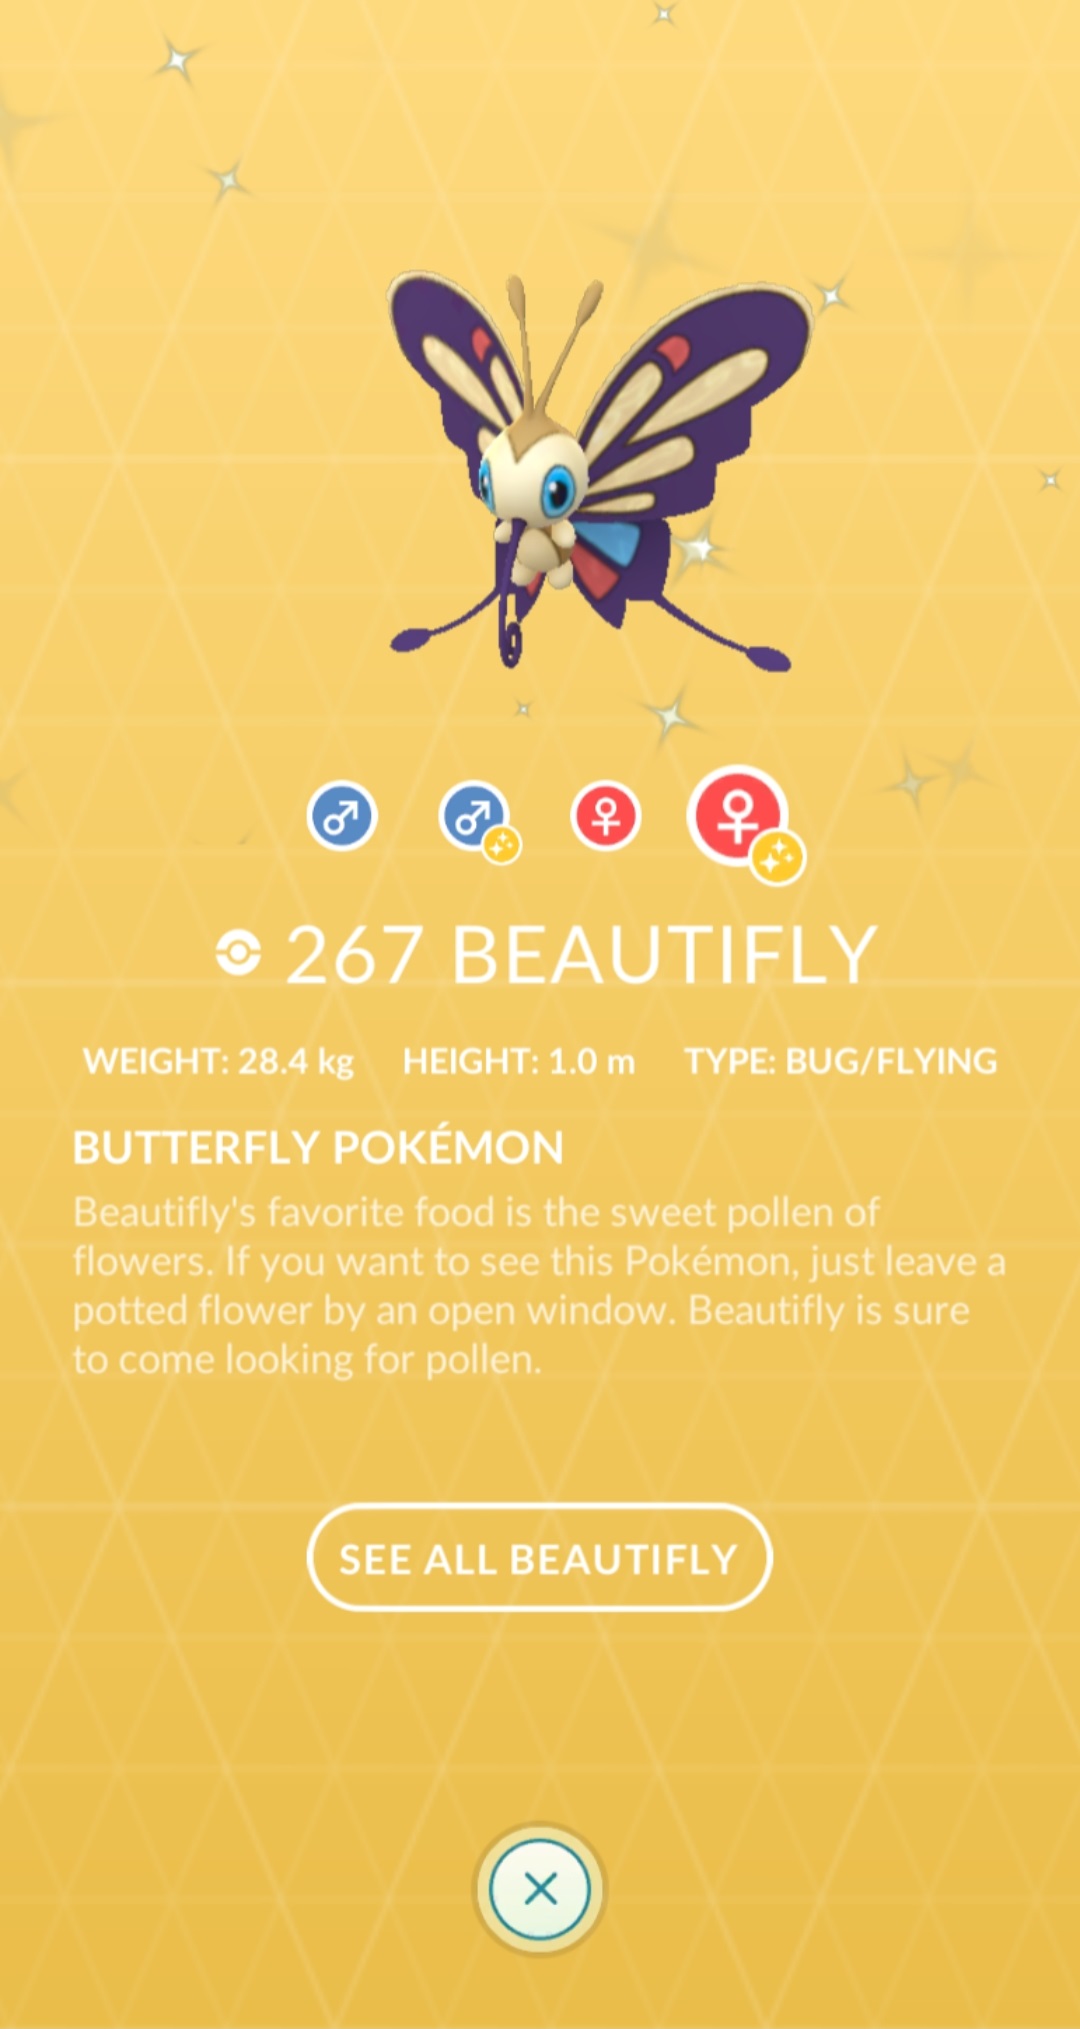 267 BEAUTIFLY
WEIGHT: 28.4 kg HEIGHT: 1.0 m TYPE: BUG/FLYING
BUTTERFLY POKÉMON
Beautifly's favorite food is the sweet pollen of
flowers. If you want to see this Pokémon, just leave a
potted flower by an open window. Beautifly is sure
to come looking for pollen.
SEE ALL BEAUTIFLY